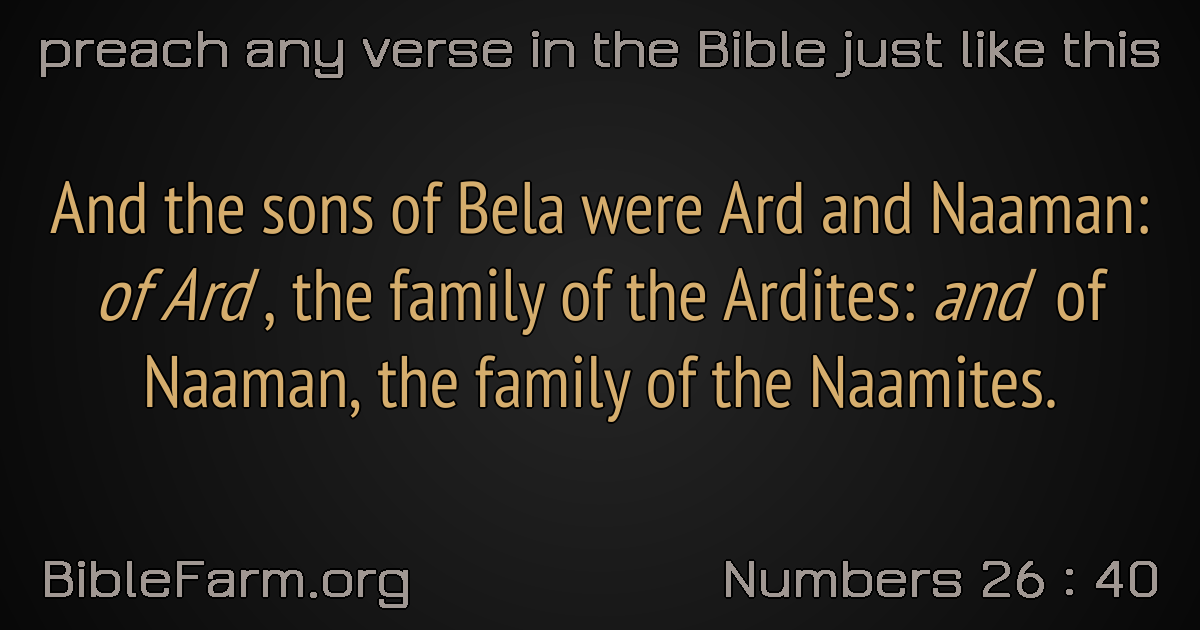 preach any verse in the Bible just like this
And the sons of Bela were Ard and Naaman:
of Ard , the family of the Ardites: and of
Naaman, the family of the Naamites.
BibleFarm.org
Numbers 26 : 40